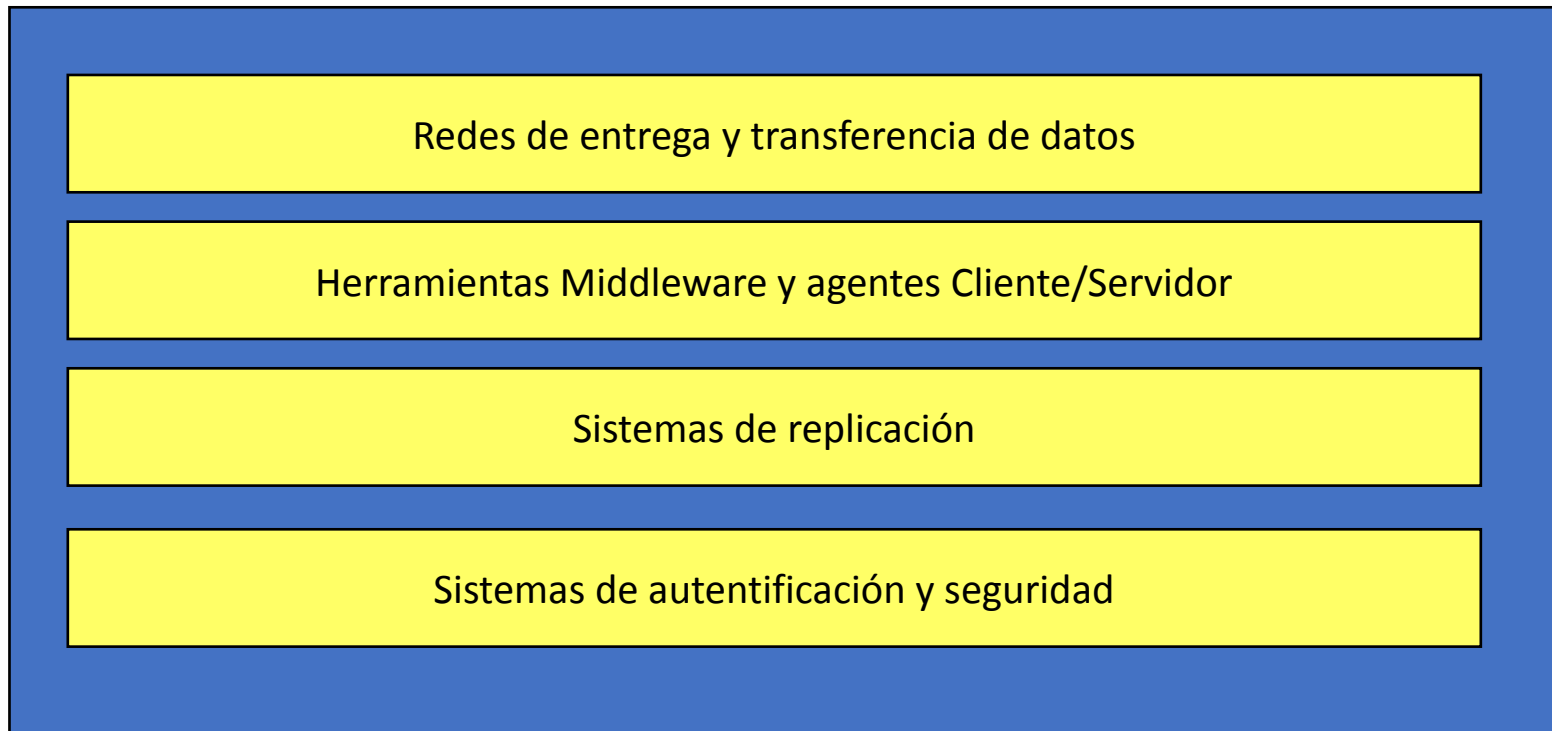 Redes de entrega y transferencia de datos
Herramientas Middleware y agentes Cliente/Servidor
Sistemas de replicación
Sistemas de autentificación y seguridad